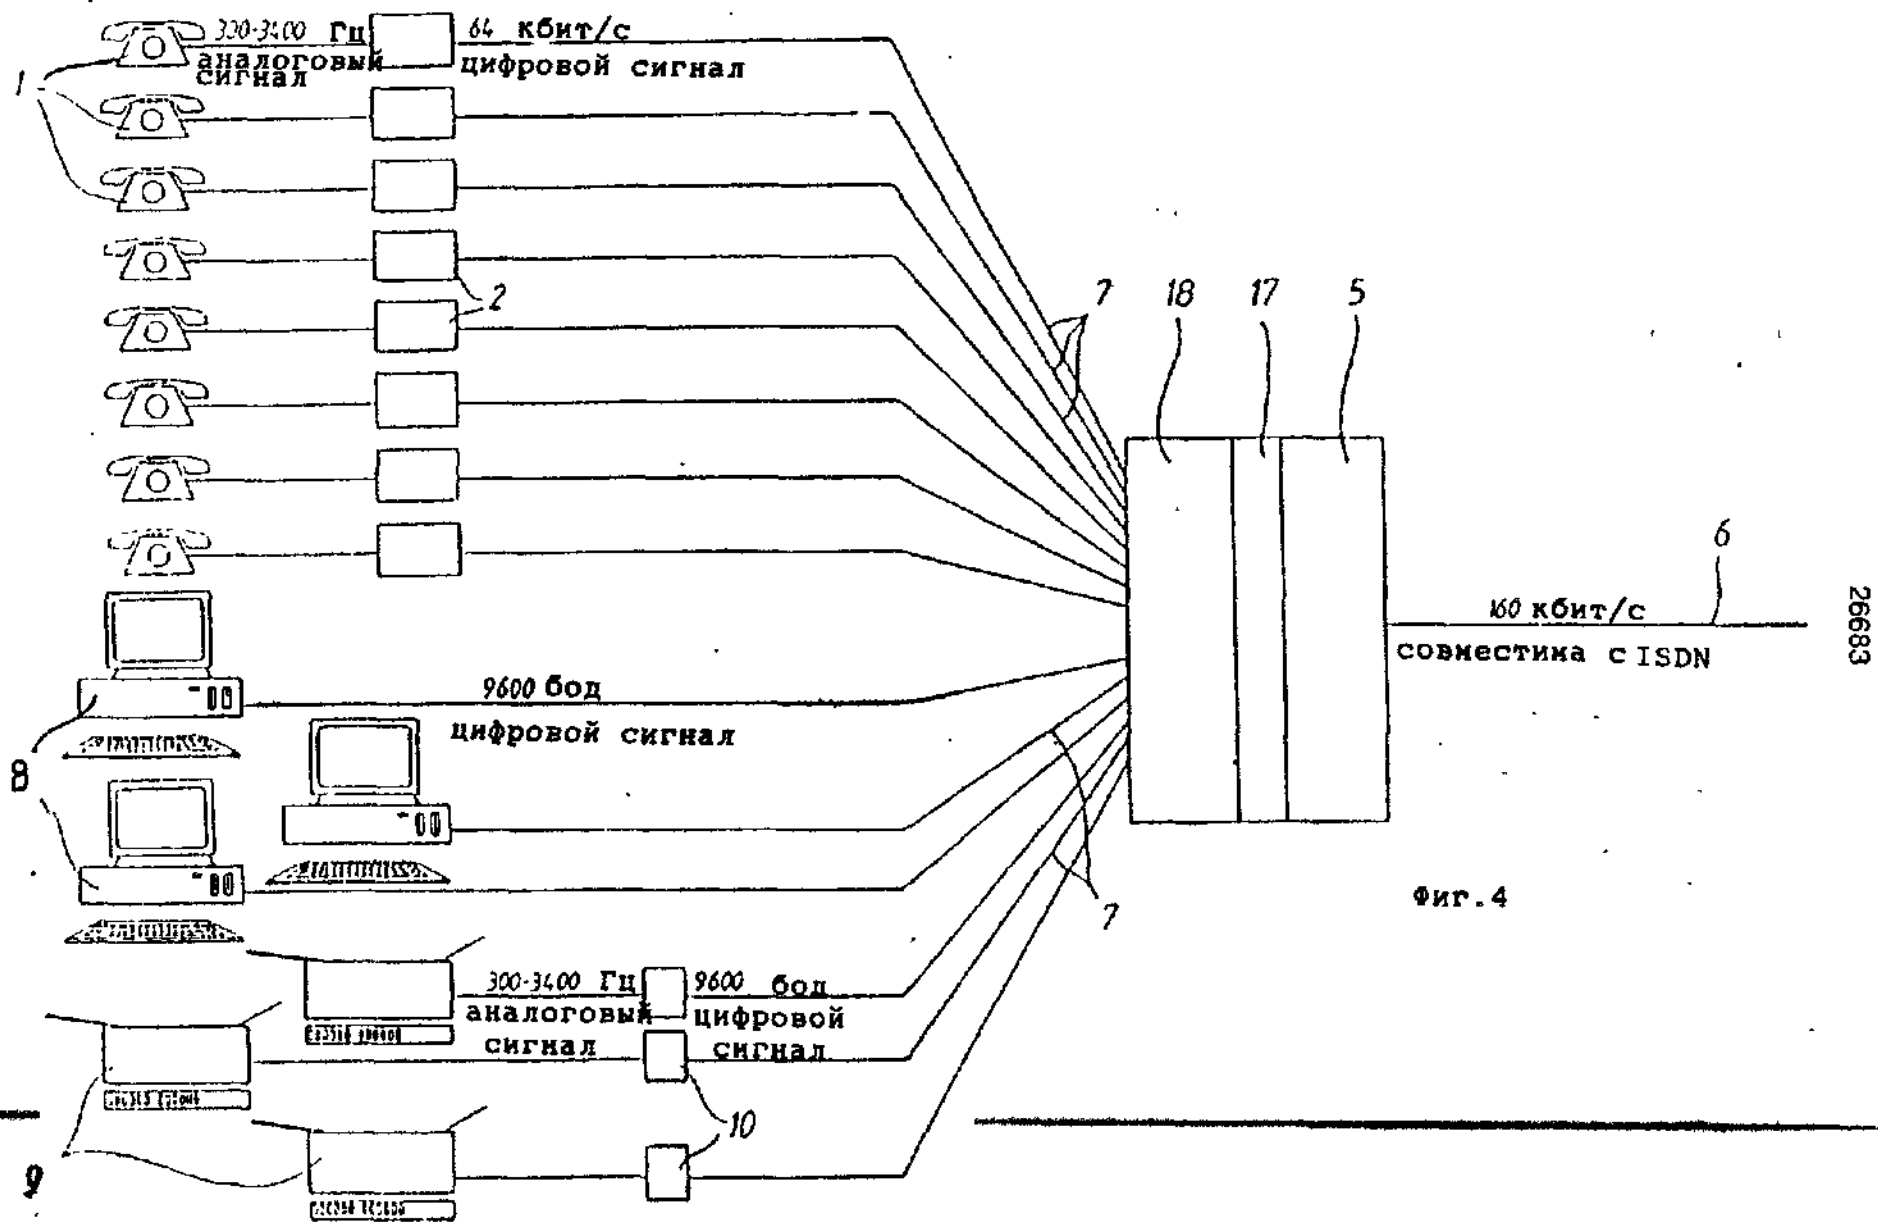 300-3400 Гц
64 кбит/с
аналоговый
сигнал
цифровой сигнал
1
2
7
18
17
5
6
160 кбит/с
совместима с ISDN
26683
9600 бод
цифровой сигнал
8
7
Фиг.4
300-3400 Гц
9600 бод
аналоговый
цифровой
сигнал
сигнал
10
9